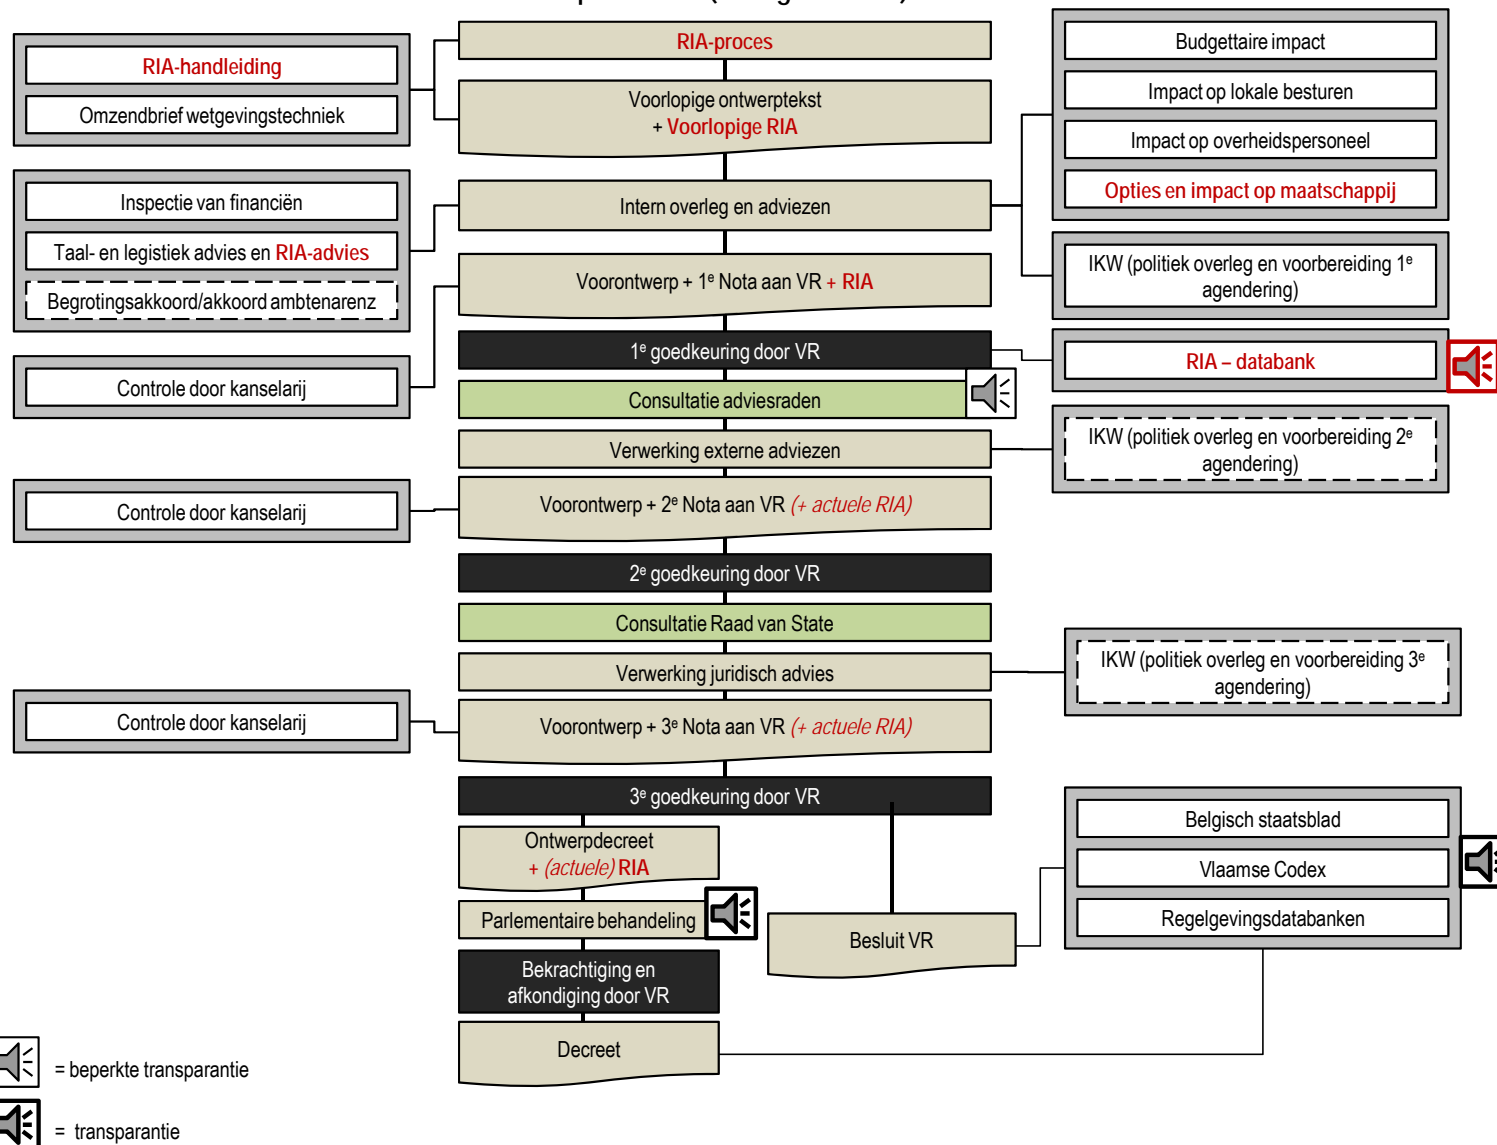 RIA-proces
RIA-handleiding
Omzendbrief wetgevingstechniek
Voorlopige ontwerptekst
+ Voorlopige RIA
Budgettaire impact
Impact op lokale besturen
Impact op overheidspersoneel
Opties en impact op maatschappij
Inspectie van financiën
Taal- en legistiek advies en RIA-advies
Begrotingsakkoord/akkoord ambtenarenz
Intern overleg en adviezen
IKW (politiek overleg en voorbereiding 1e
agendering)
Voorontwerp + 1e Nota aan VR + RIA
Controle door kanselarij
1e goedkeuring door VR
RIA – databank
Consultatie adviesraden
Verwerking externe adviezen
IKW (politiek overleg en voorbereiding 2e
agendering)
Controle door kanselarij
Voorontwerp + 2e Nota aan VR (+ actuele RIA)
2e goedkeuring door VR
Consultatie Raad van State
Verwerking juridisch advies
IKW (politiek overleg en voorbereiding 3e
agendering)
Controle door kanselarij
Voorontwerp + 3e Nota aan VR (+ actuele RIA)
3e goedkeuring door VR
Ontwerpdecreet
+ (actuele) RIA
Parlementaire behandeling
Besluit VR
Belgisch staatsblad
Vlaamse Codex
Regelgevingsdatabanken
Bekrachtiging en
afkondiging door VR
Decreet
= beperkte transparantie
= transparantie